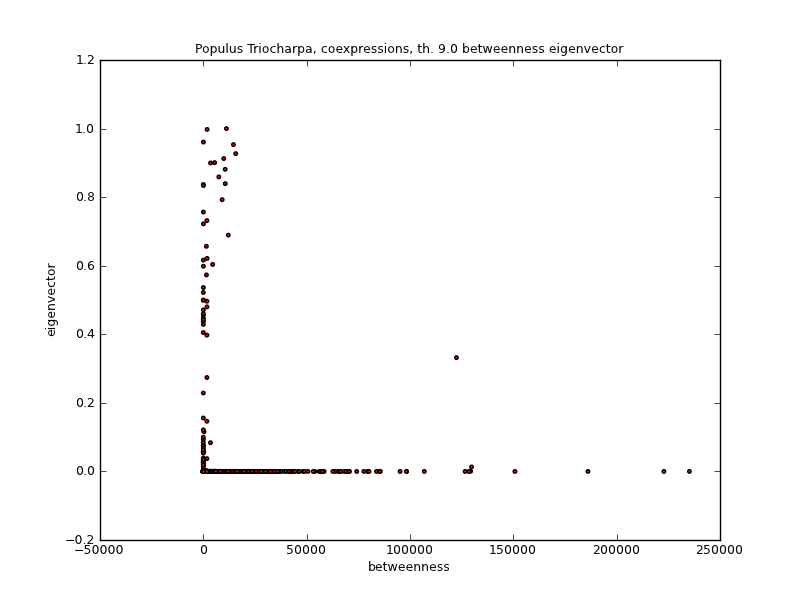 Populus Triocharpa, coexpressions, th. 9.0 betweenness eigenvector
1.2
1.0
0.8
0.6
0.4
0.2
0.0
−0.2
eigenvector
−50000 0 50000 100000 150000 200000 250000
betweenness